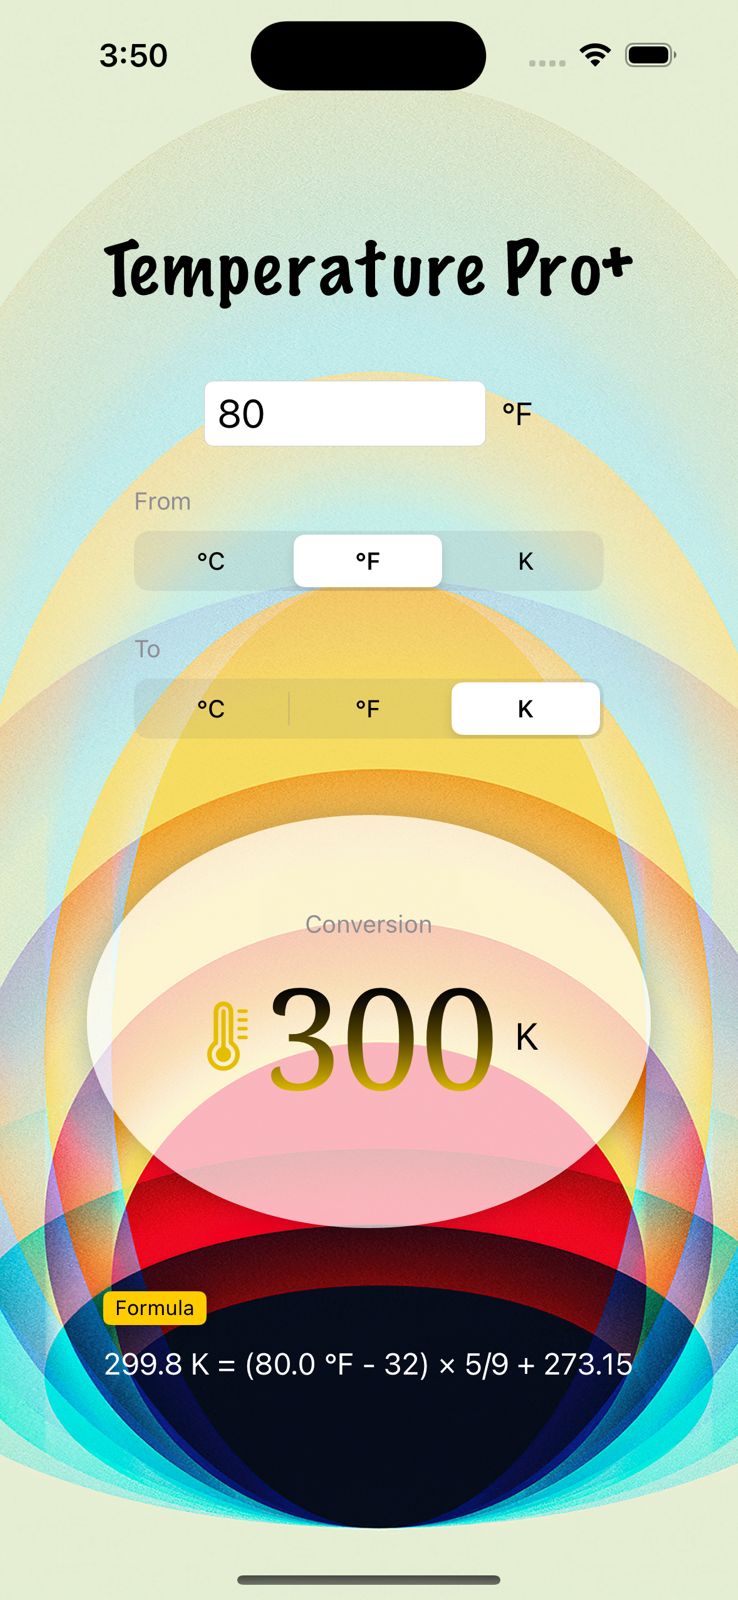 3:50
Temperature Pro+
80 °F
From
°C °F K
To
°C °F K
Conversion
300 K
Formula
299.8 K = (80.0 °F - 32) × 5/9 + 273.15